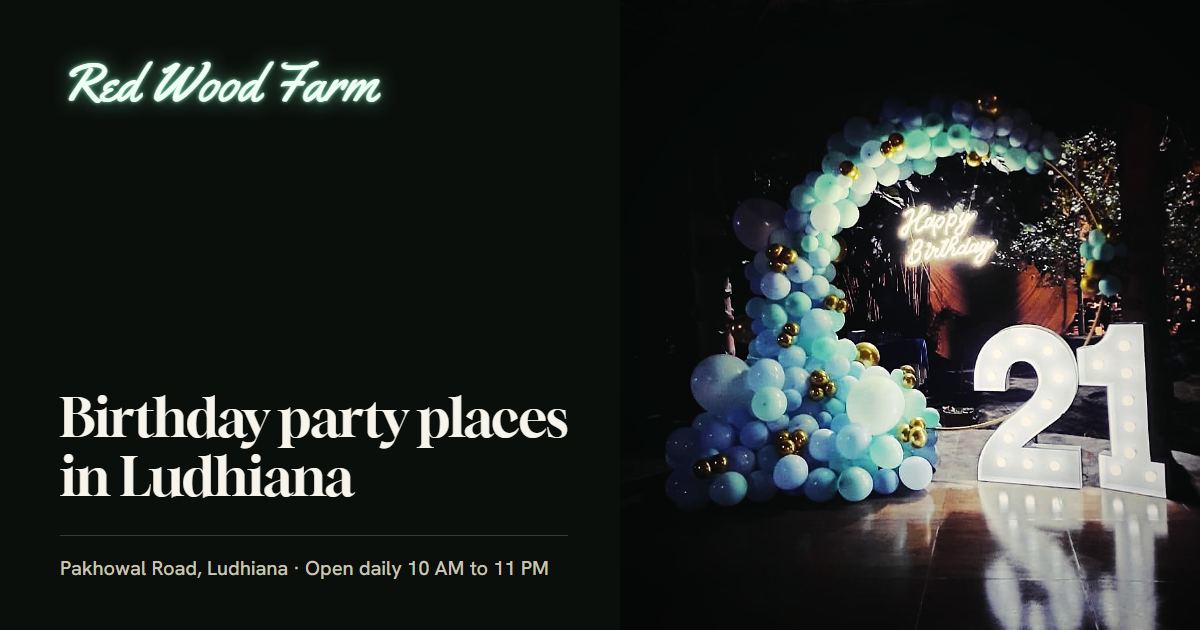 Red Wood Farm
Birthday party places
in Ludhiana
Pakhowal Road, Ludhiana · Open daily 10 AM to 11 PM
Happy
Birthday
21